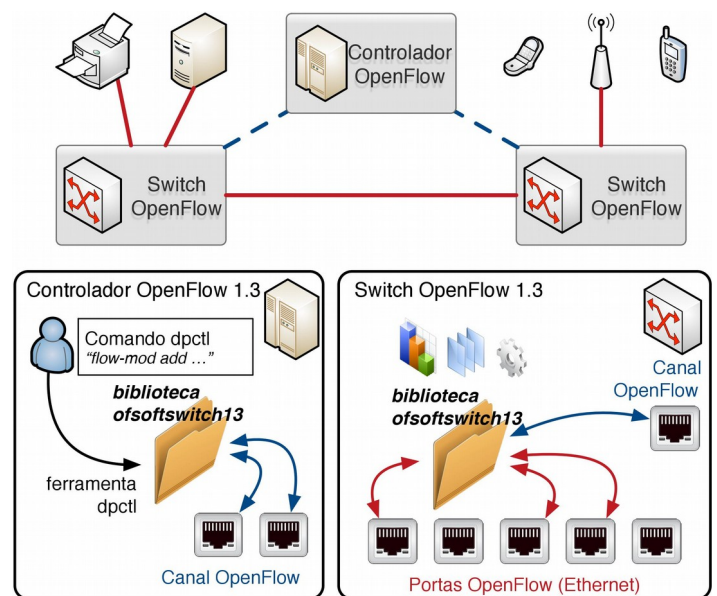 Controlador
OpenFlow
Switch
OpenFlow
Switch
OpenFlow
Controlador OpenFlow 1.3
Comando dpctl
“flow-mod add ...”
biblioteca
ofsoftswitch13
ferramenta
dpctl
Canal OpenFlow
Switch OpenFlow 1.3
Canal
OpenFlow
biblioteca
ofsoftswitch13
Portas OpenFlow (Ethernet)